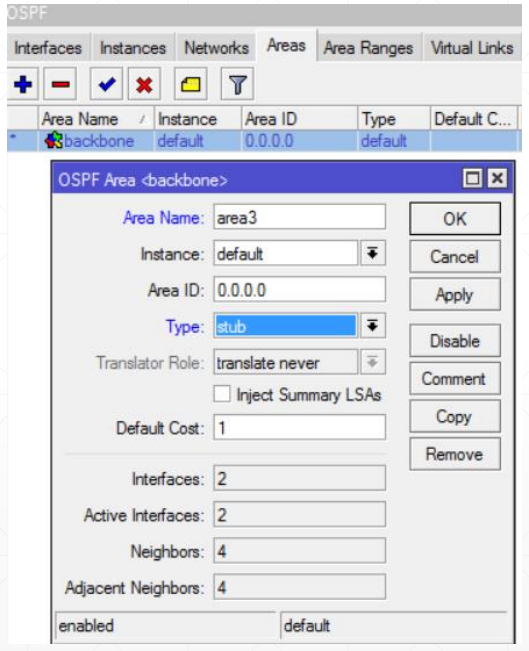 OSPF
Interfaces Instances Networks Areas Area Ranges Virtual Links
Area Name / Instance Area ID Type Default C...
* backbone default 0.0.0.0 default
OSPF Area <backbone>
Area Name: area3 OK
Instance: default Cancel
Area ID: 0.0.0.0 Apply
Type: stub
Disable
Translator Role: translate never
Comment
Inject Summary LSAs
Copy
Default Cost: 1
Remove
Interfaces: 2
Active Interfaces: 2
Neighbors: 4
Adjacent Neighbors: 4
enabled default